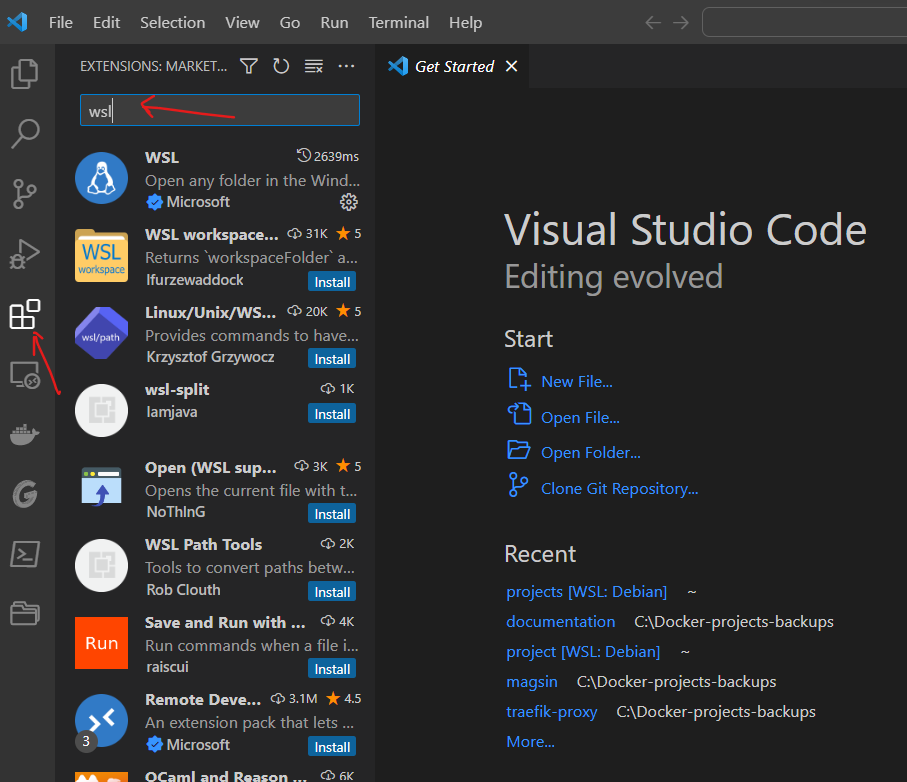 File Edit Selection View Go Run Terminal Help
EXTENSIONS: MARKET...
Get Started
wsl
WSL 2639ms
Open any folder in the Wind...
Microsoft
WSL workspace
WSL workspace... 31K 5
Returns `workspaceFolder` a...
lfurzewaddock Install
wsl/path
Linux/Unix/WS... 20K 5
Provides commands to have...
Krzysztof Grzywocz Install
wsl-split 1K
Iamjava Install
Open (WSL sup... 3K 5
Opens the current file with t...
NoThInG Install
WSL Path Tools 2K
Tools to convert paths betw...
Rob Clouth Install
Run
Save and Run with ... 4K
Run commands when a file i...
raiscui Install
Remote Deve... 3.1M 4.5
An extension pack that lets ...
3
Microsoft Install
OCaml and Reason ... 6K
Visual Studio Code
Editing evolved
Start
New File...
Open File...
Open Folder...
Clone Git Repository...
Recent
projects [WSL: Debian] ~
documentation C:\Docker-projects-backups
project [WSL: Debian] ~
magsin C:\Docker-projects-backups
traefik-proxy C:\Docker-projects-backups
More...